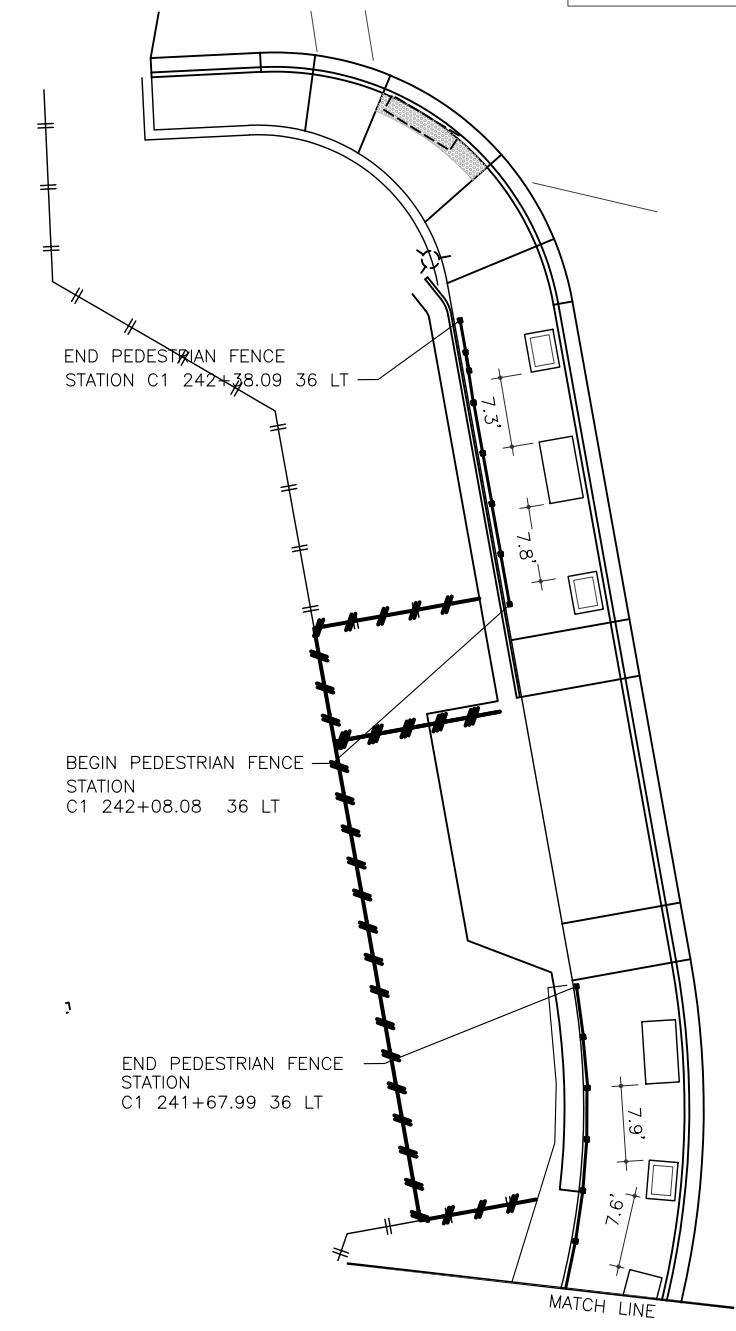 END PEDESTRIAN FENCE
STATION C1 242+38.09 36 LT
7.3'
7.8'
BEGIN PEDESTRIAN FENCE
STATION
C1 242+08.08 36 LT
END PEDESTRIAN FENCE
STATION
C1 241+67.99 36 LT
7.9'
7.6'
MATCH LINE